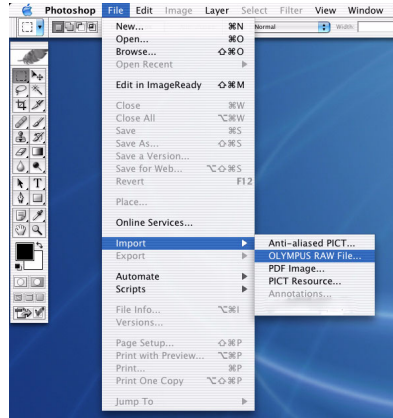 Photoshop File Edit Image Layer Select Filter View Window
Normal Width:
New... ⌘N
Open... ⌘O
Browse... ⇧⌘O
Open Recent ▶
Edit in ImageReady ⇧⌘M
Close ⌘W
Close All ⌥⌘W
Save ⌘S
Save As... ⇧⌘S
Save a Version...
Save for Web... ⌥⇧⌘S
Revert F12
Place...
Online Services...
Import ▶
Anti-aliased PICT...
Export ▶
OLYMPUS RAW File...
PDF Image...
Automate ▶
PICT Resource...
Scripts ▶
Annotations...
File Info... ⌥⌘I
Versions...
Page Setup... ⇧⌘P
Print with Preview... ⌥⌘P
Print... ⌘P
Print One Copy ⌥⇧⌘P
Jump To ▶
T